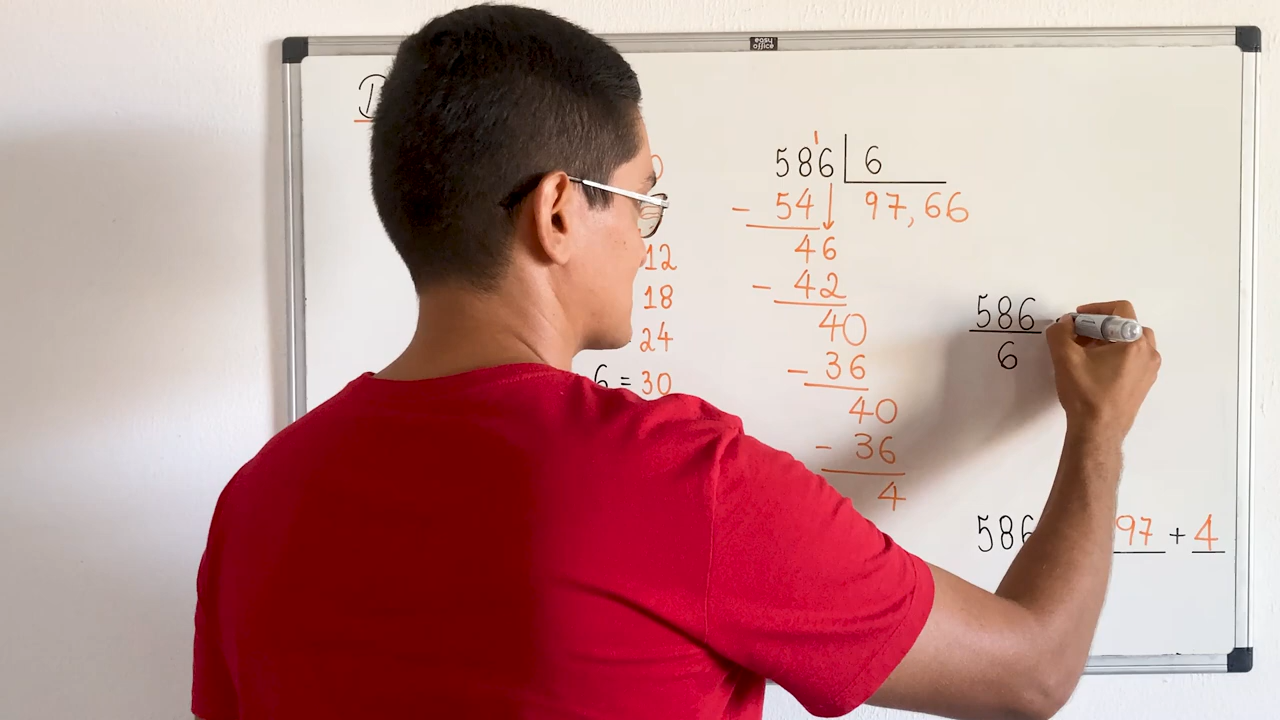 easy
office
586 6
- 54 97,66
46
- 42
40
- 36
40
- 36
4
12
18
24
6 = 30
586
6
586 97 + 4